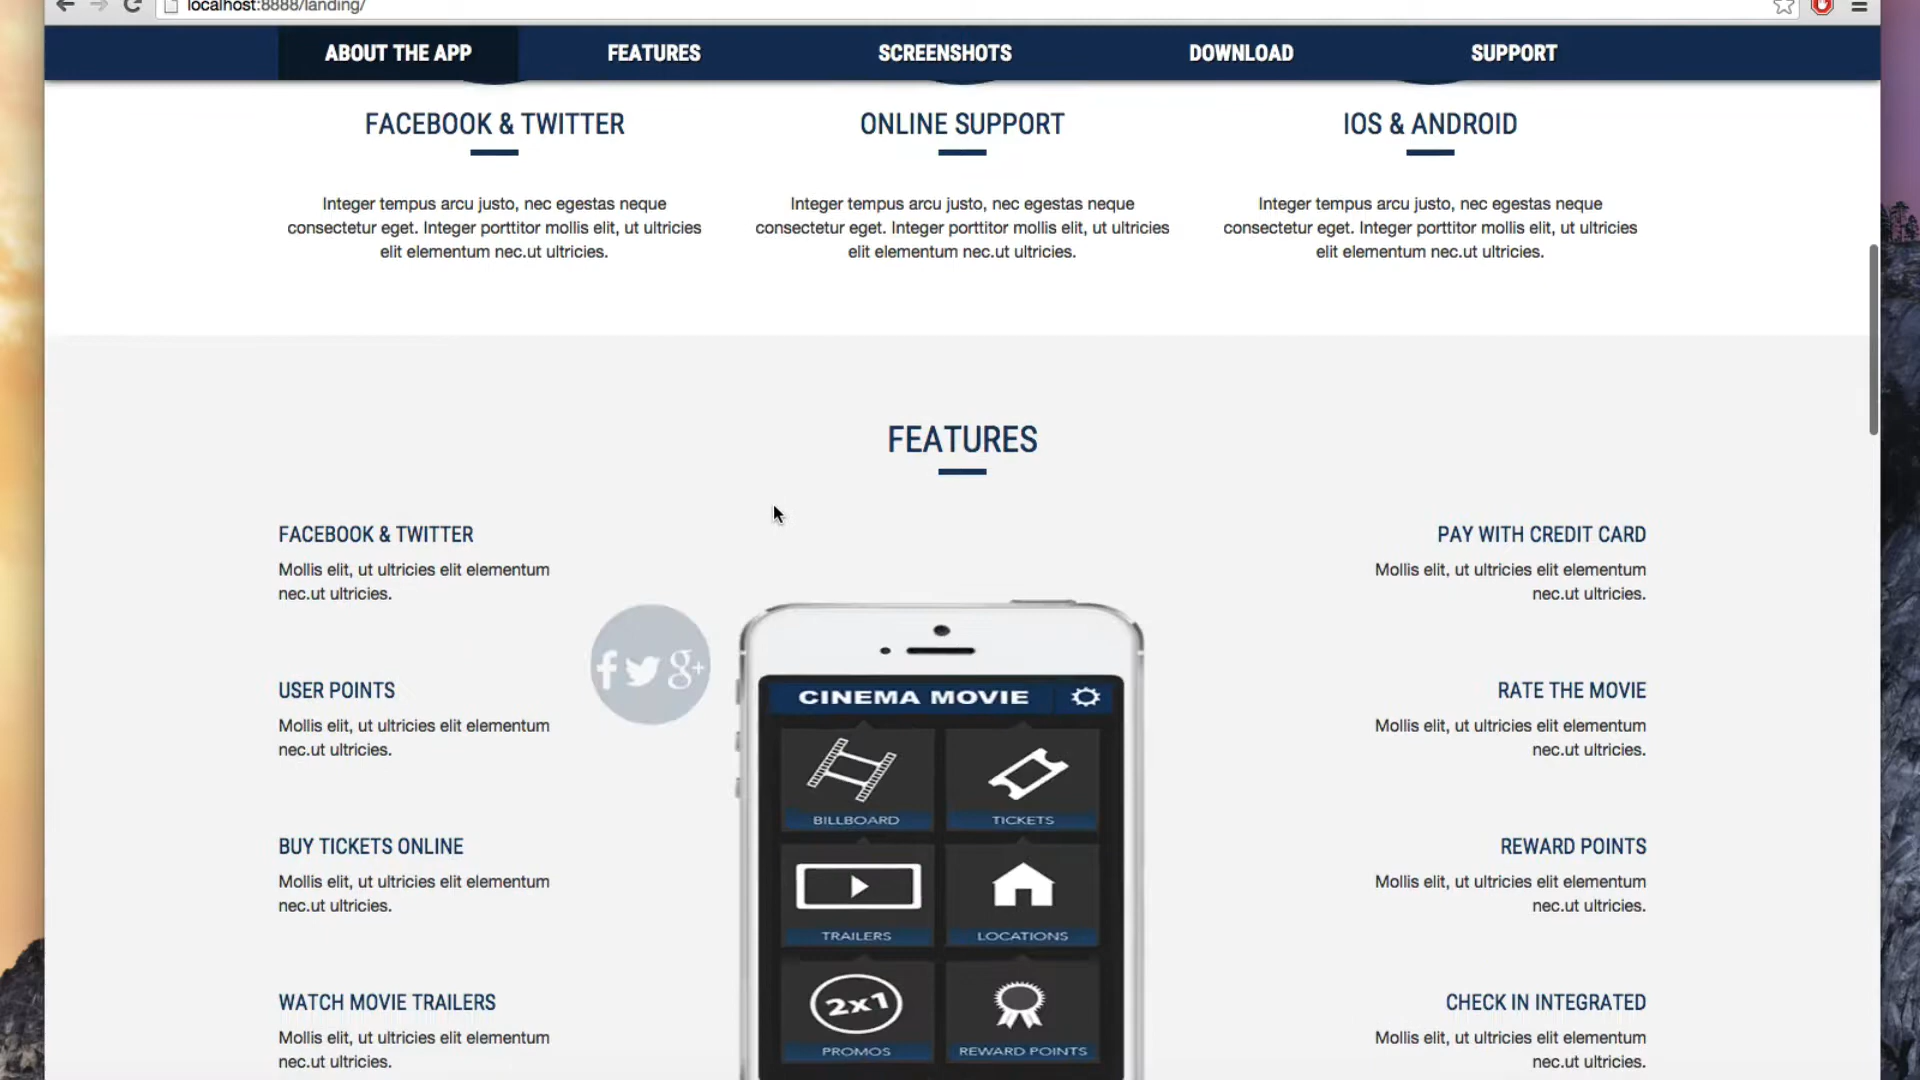 localhost:8888/landing/
ABOUT THE APP
FEATURES
SCREENSHOTS
DOWNLOAD
SUPPORT
FACEBOOK & TWITTER
Integer tempus arcu justo, nec egestas neque
consectetur eget. Integer porttitor mollis elit, ut ultricies
elit elementum nec.ut ultricies.
ONLINE SUPPORT
Integer tempus arcu justo, nec egestas neque
consectetur eget. Integer porttitor mollis elit, ut ultricies
elit elementum nec.ut ultricies.
IOS & ANDROID
Integer tempus arcu justo, nec egestas neque
consectetur eget. Integer porttitor mollis elit, ut ultricies
elit elementum nec.ut ultricies.
FEATURES
FACEBOOK & TWITTER
Mollis elit, ut ultricies elit elementum
nec.ut ultricies.
USER POINTS
Mollis elit, ut ultricies elit elementum
nec.ut ultricies.
BUY TICKETS ONLINE
Mollis elit, ut ultricies elit elementum
nec.ut ultricies.
WATCH MOVIE TRAILERS
Mollis elit, ut ultricies elit elementum
nec.ut ultricies.
f
g+
CINEMA MOVIE
BILLBOARD
TICKETS
TRAILERS
LOCATIONS
2x1
PROMOS
REWARD POINTS
PAY WITH CREDIT CARD
Mollis elit, ut ultricies elit elementum
nec.ut ultricies.
RATE THE MOVIE
Mollis elit, ut ultricies elit elementum
nec.ut ultricies.
REWARD POINTS
Mollis elit, ut ultricies elit elementum
nec.ut ultricies.
CHECK IN INTEGRATED
Mollis elit, ut ultricies elit elementum
nec.ut ultricies.